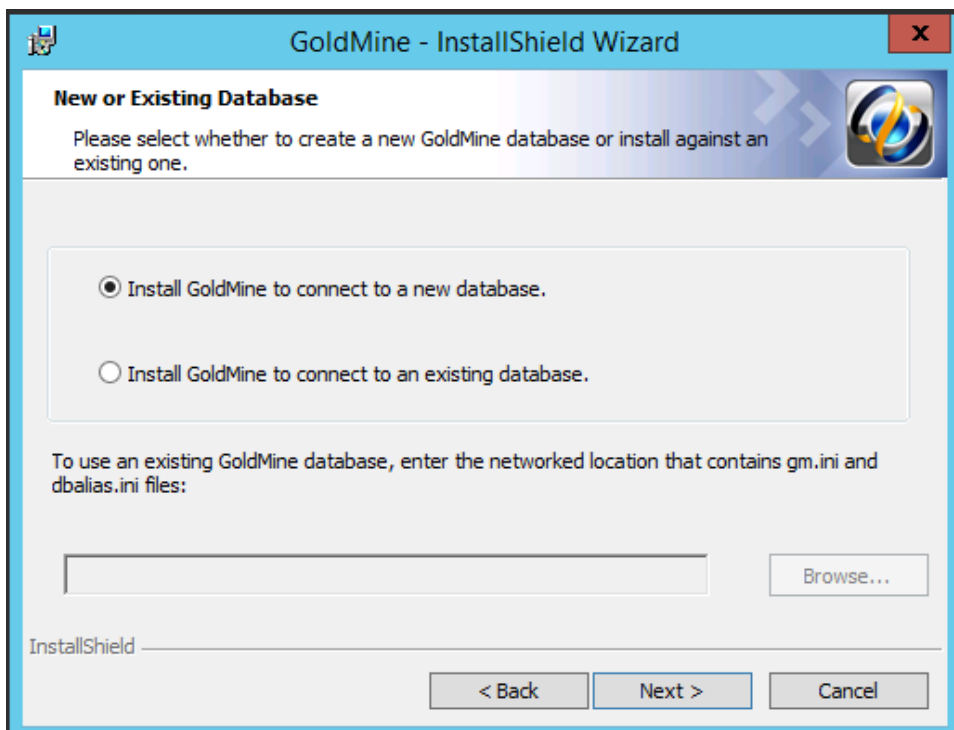 GoldMine - InstallShield Wizard
x
New or Existing Database
Please select whether to create a new GoldMine database or install against an
existing one.
Install GoldMine to connect to a new database.
Install GoldMine to connect to an existing database.
To use an existing GoldMine database, enter the networked location that contains gm.ini and
dbalias.ini files:
Browse...
InstallShield
< Back Next > Cancel